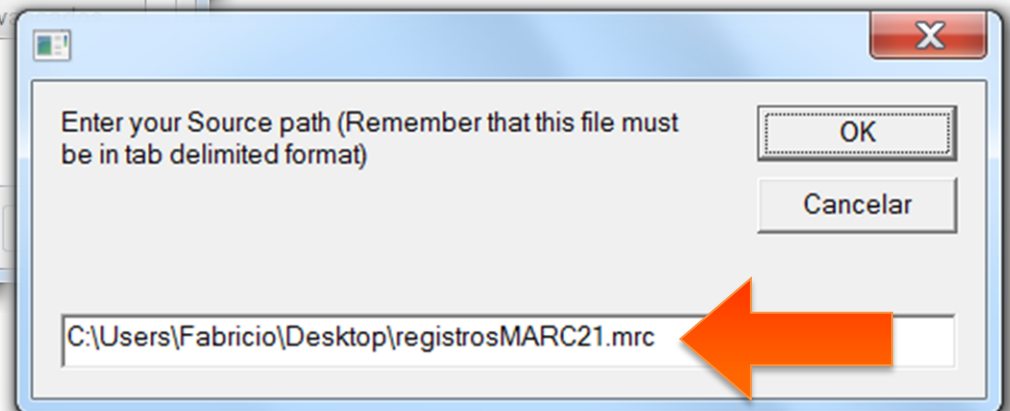 Enter your Source path (Remember that this file must
be in tab delimited format)
OK
Cancelar
C:\Users\Fabricio\Desktop\registrosMARC21.mrc